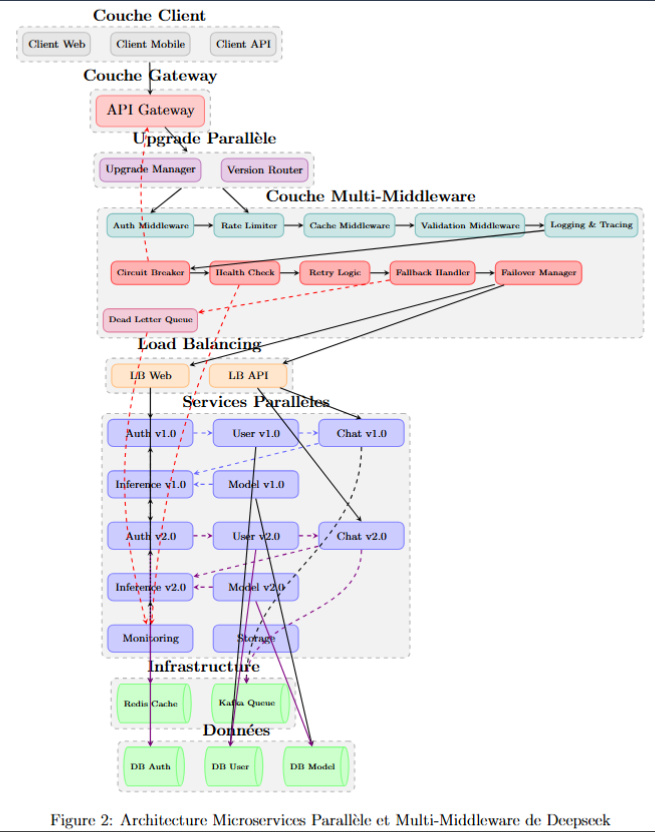 Couche Client
Client Web Client Mobile Client API
Couche Gateway
API Gateway
Upgrade Parallèle
Upgrade Manager Version Router
Couche Multi-Middleware
Auth Middleware Rate Limiter Cache Middleware Validation Middleware Logging & Tracing
Circuit Breaker Health Check Retry Logic Fallback Handler Failover Manager
Dead Letter Queue
Load Balancing
LB Web LB API
Services Parallèles
Auth v1.0 User v1.0 Chat v1.0
Inference v1.0 Model v1.0
Auth v2.0 User v2.0 Chat v2.0
Inference v2.0 Model v2.0
Monitoring Storage
Infrastructure
Redis Cache Kafka Queue
Données
DB Auth DB User DB Model
Figure 2: Architecture Microservices Parallèle et Multi-Middleware de Deepseek